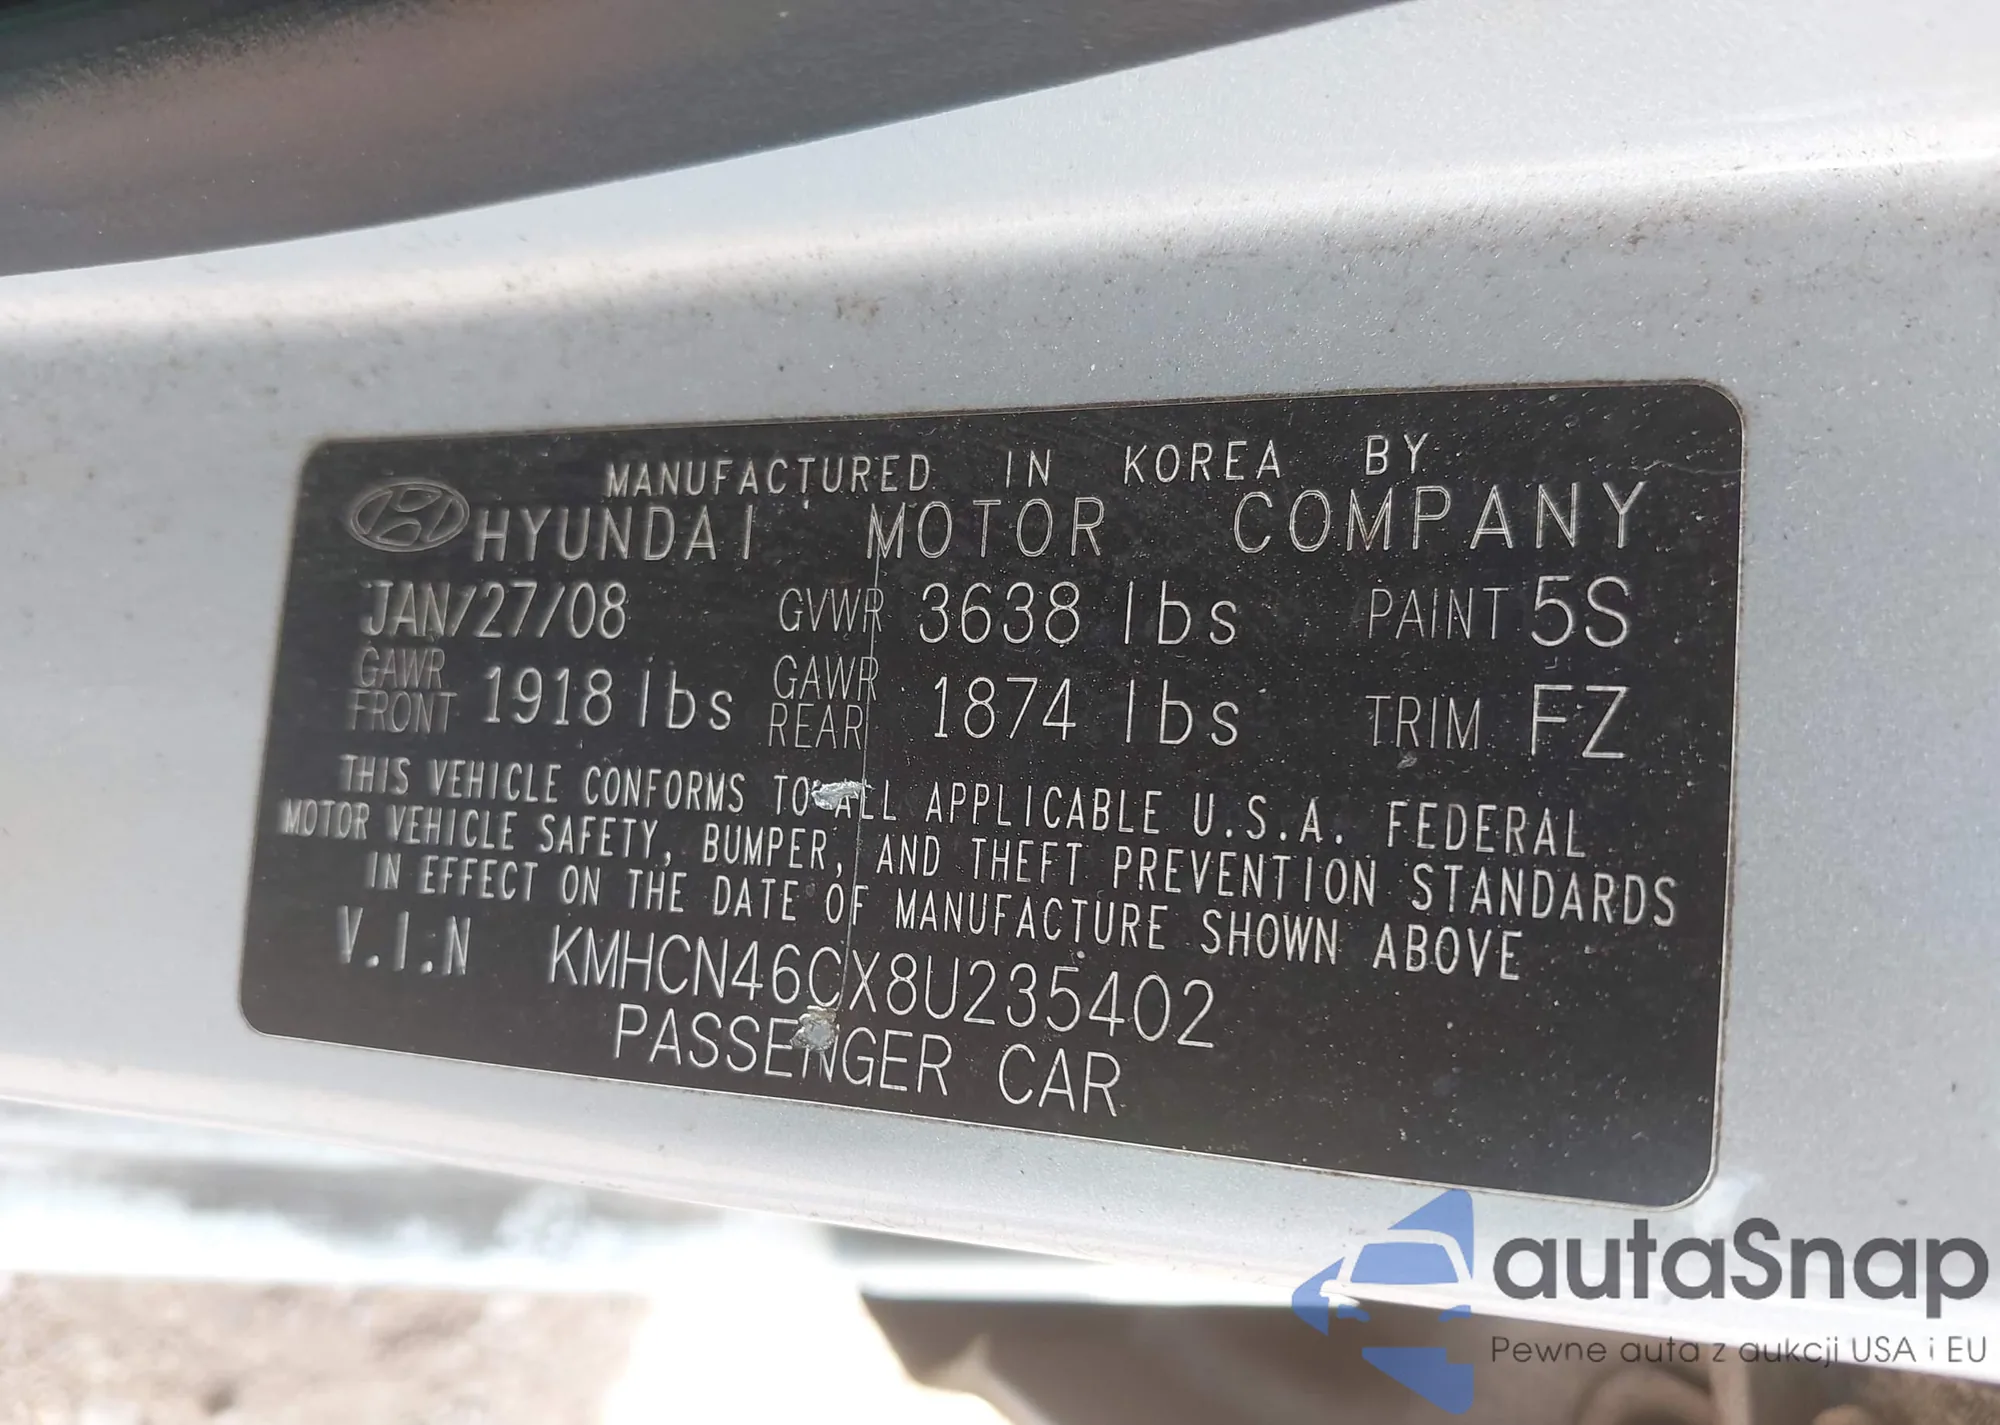 MANUFACTURED IN KOREA BY
HYUNDAI MOTOR COMPANY
JAN/27/08 GVWR 3638 lbs PAINT 5S
GAWR FRONT 1918 lbs GAWR REAR 1874 lbs TRIM FZ
THIS VEHICLE CONFORMS TO ALL APPLICABLE U.S.A. FEDERAL
MOTOR VEHICLE SAFETY, BUMPER, AND THEFT PREVENTION STANDARDS
IN EFFECT ON THE DATE OF MANUFACTURE SHOWN ABOVE
V.I.N KMHCN46CX8U235402
PASSENGER CAR
autaSnap
Pewne auta z aukcji USA i EU